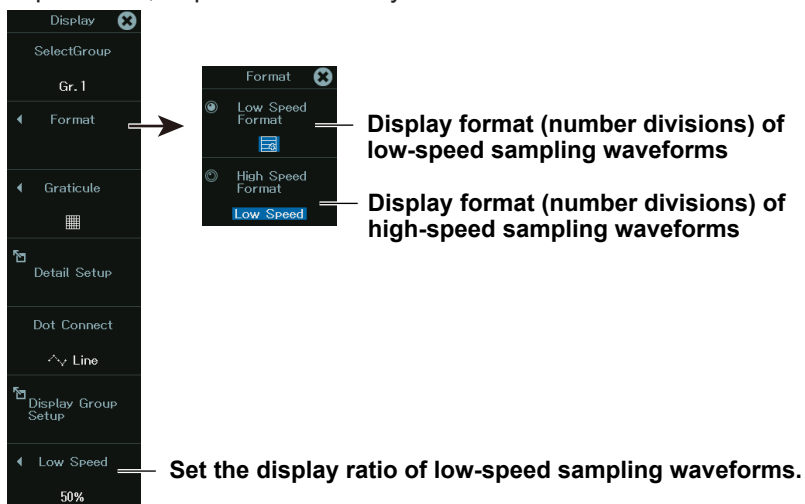 Display
SelectGroup
Gr. 1
Format
Graticule
Detail Setup
Dot Connect
Line
Display Group
Setup
Low Speed
50%
Format
Low Speed
Format
High Speed
Format
Low Speed
Display format (number divisions) of
low-speed sampling waveforms
Display format (number divisions) of
high-speed sampling waveforms
Set the display ratio of low-speed sampling waveforms.